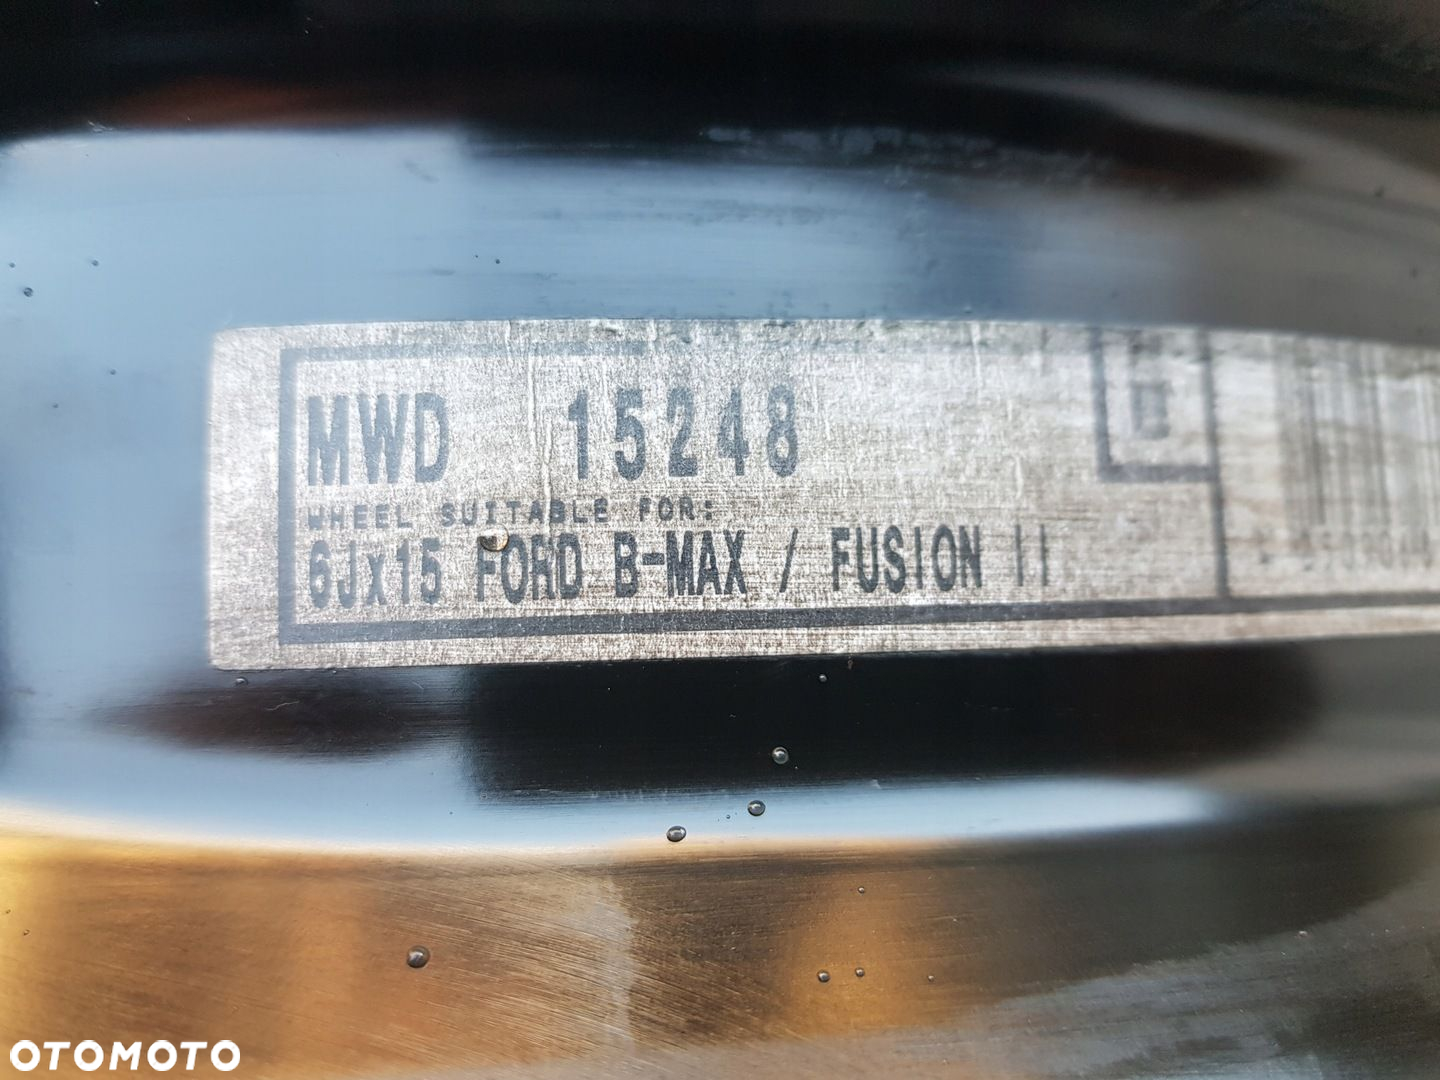 MWD 15248
WHEEL SUITABLE FOR:
6Jx15 FORD B-MAX / FUSION II
OTOMOTO